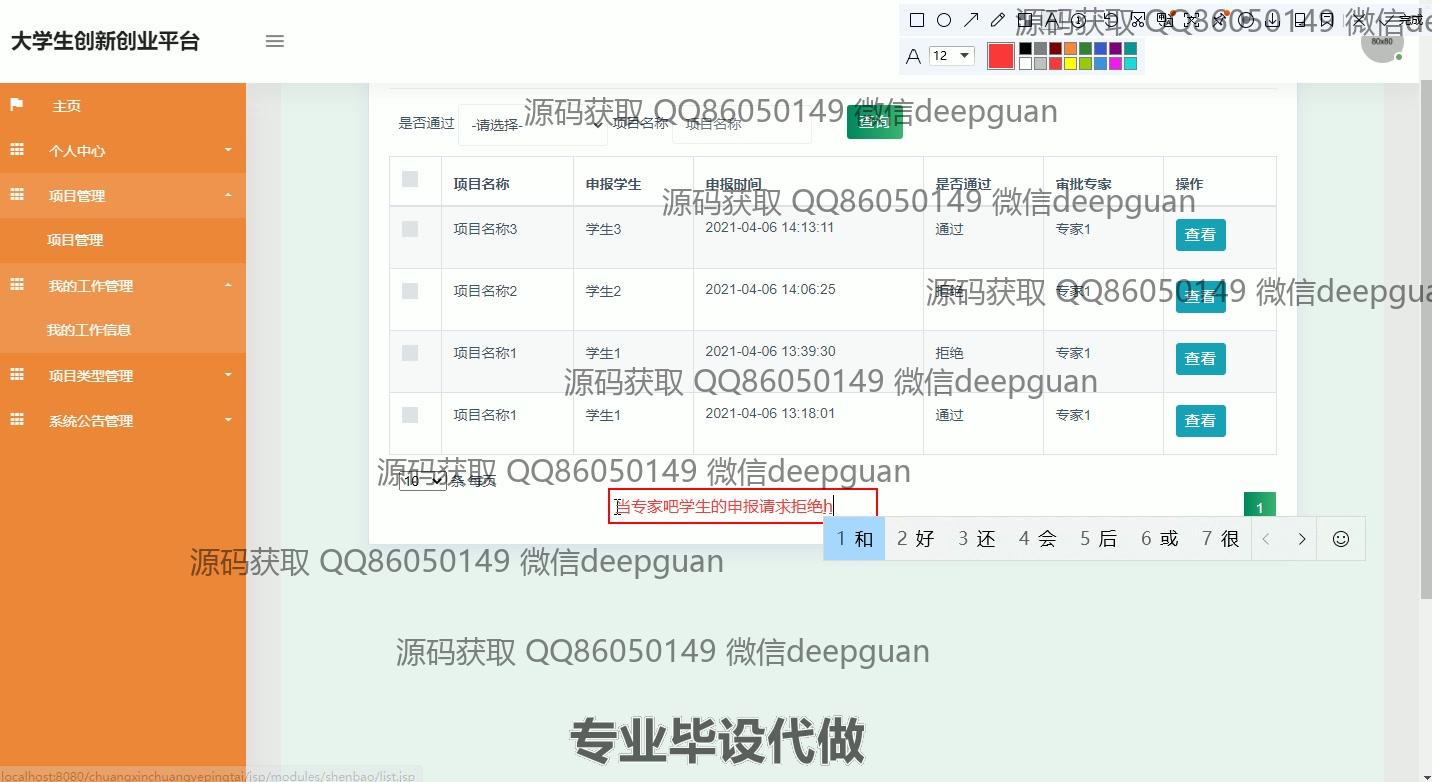 大学生创新创业平台
源码获取 QQ86050149 微信deep
完成
A 12
80x80
主页
个人中心
项目管理
项目管理
我的工作管理
我的工作信息
项目类型管理
系统公告管理
是否通过 -请选择- 项目名称 项目名称 查询
源码获取 QQ86050149 微信deepguan
项目名称 申报学生 申报时间 是否通过 审批专家 操作
源码获取 QQ86050149 微信deepguan
项目名称3 学生3 2021-04-06 14:13:11 通过 专家1 查看
项目名称2 学生2 2021-04-06 14:06:25 拒绝 专家1 查看
源码获取 QQ86050149 微信deepgua
项目名称1 学生1 2021-04-06 13:39:30 拒绝 专家1 查看
源码获取 QQ86050149 微信deepguan
项目名称1 学生1 2021-04-06 13:18:01 通过 专家1 查看
源码获取 QQ86050149 微信deepguan
10 条 每页
当专家吧学生的申报请求拒绝h
1
1 和 2 好 3 还 4 会 5 后 6 或 7 很
源码获取 QQ86050149 微信deepguan
源码获取 QQ86050149 微信deepguan
专业毕设代做
localhost:8080/chuangxinchuangyepingtai/jsp/modules/shenbao/list.jsp